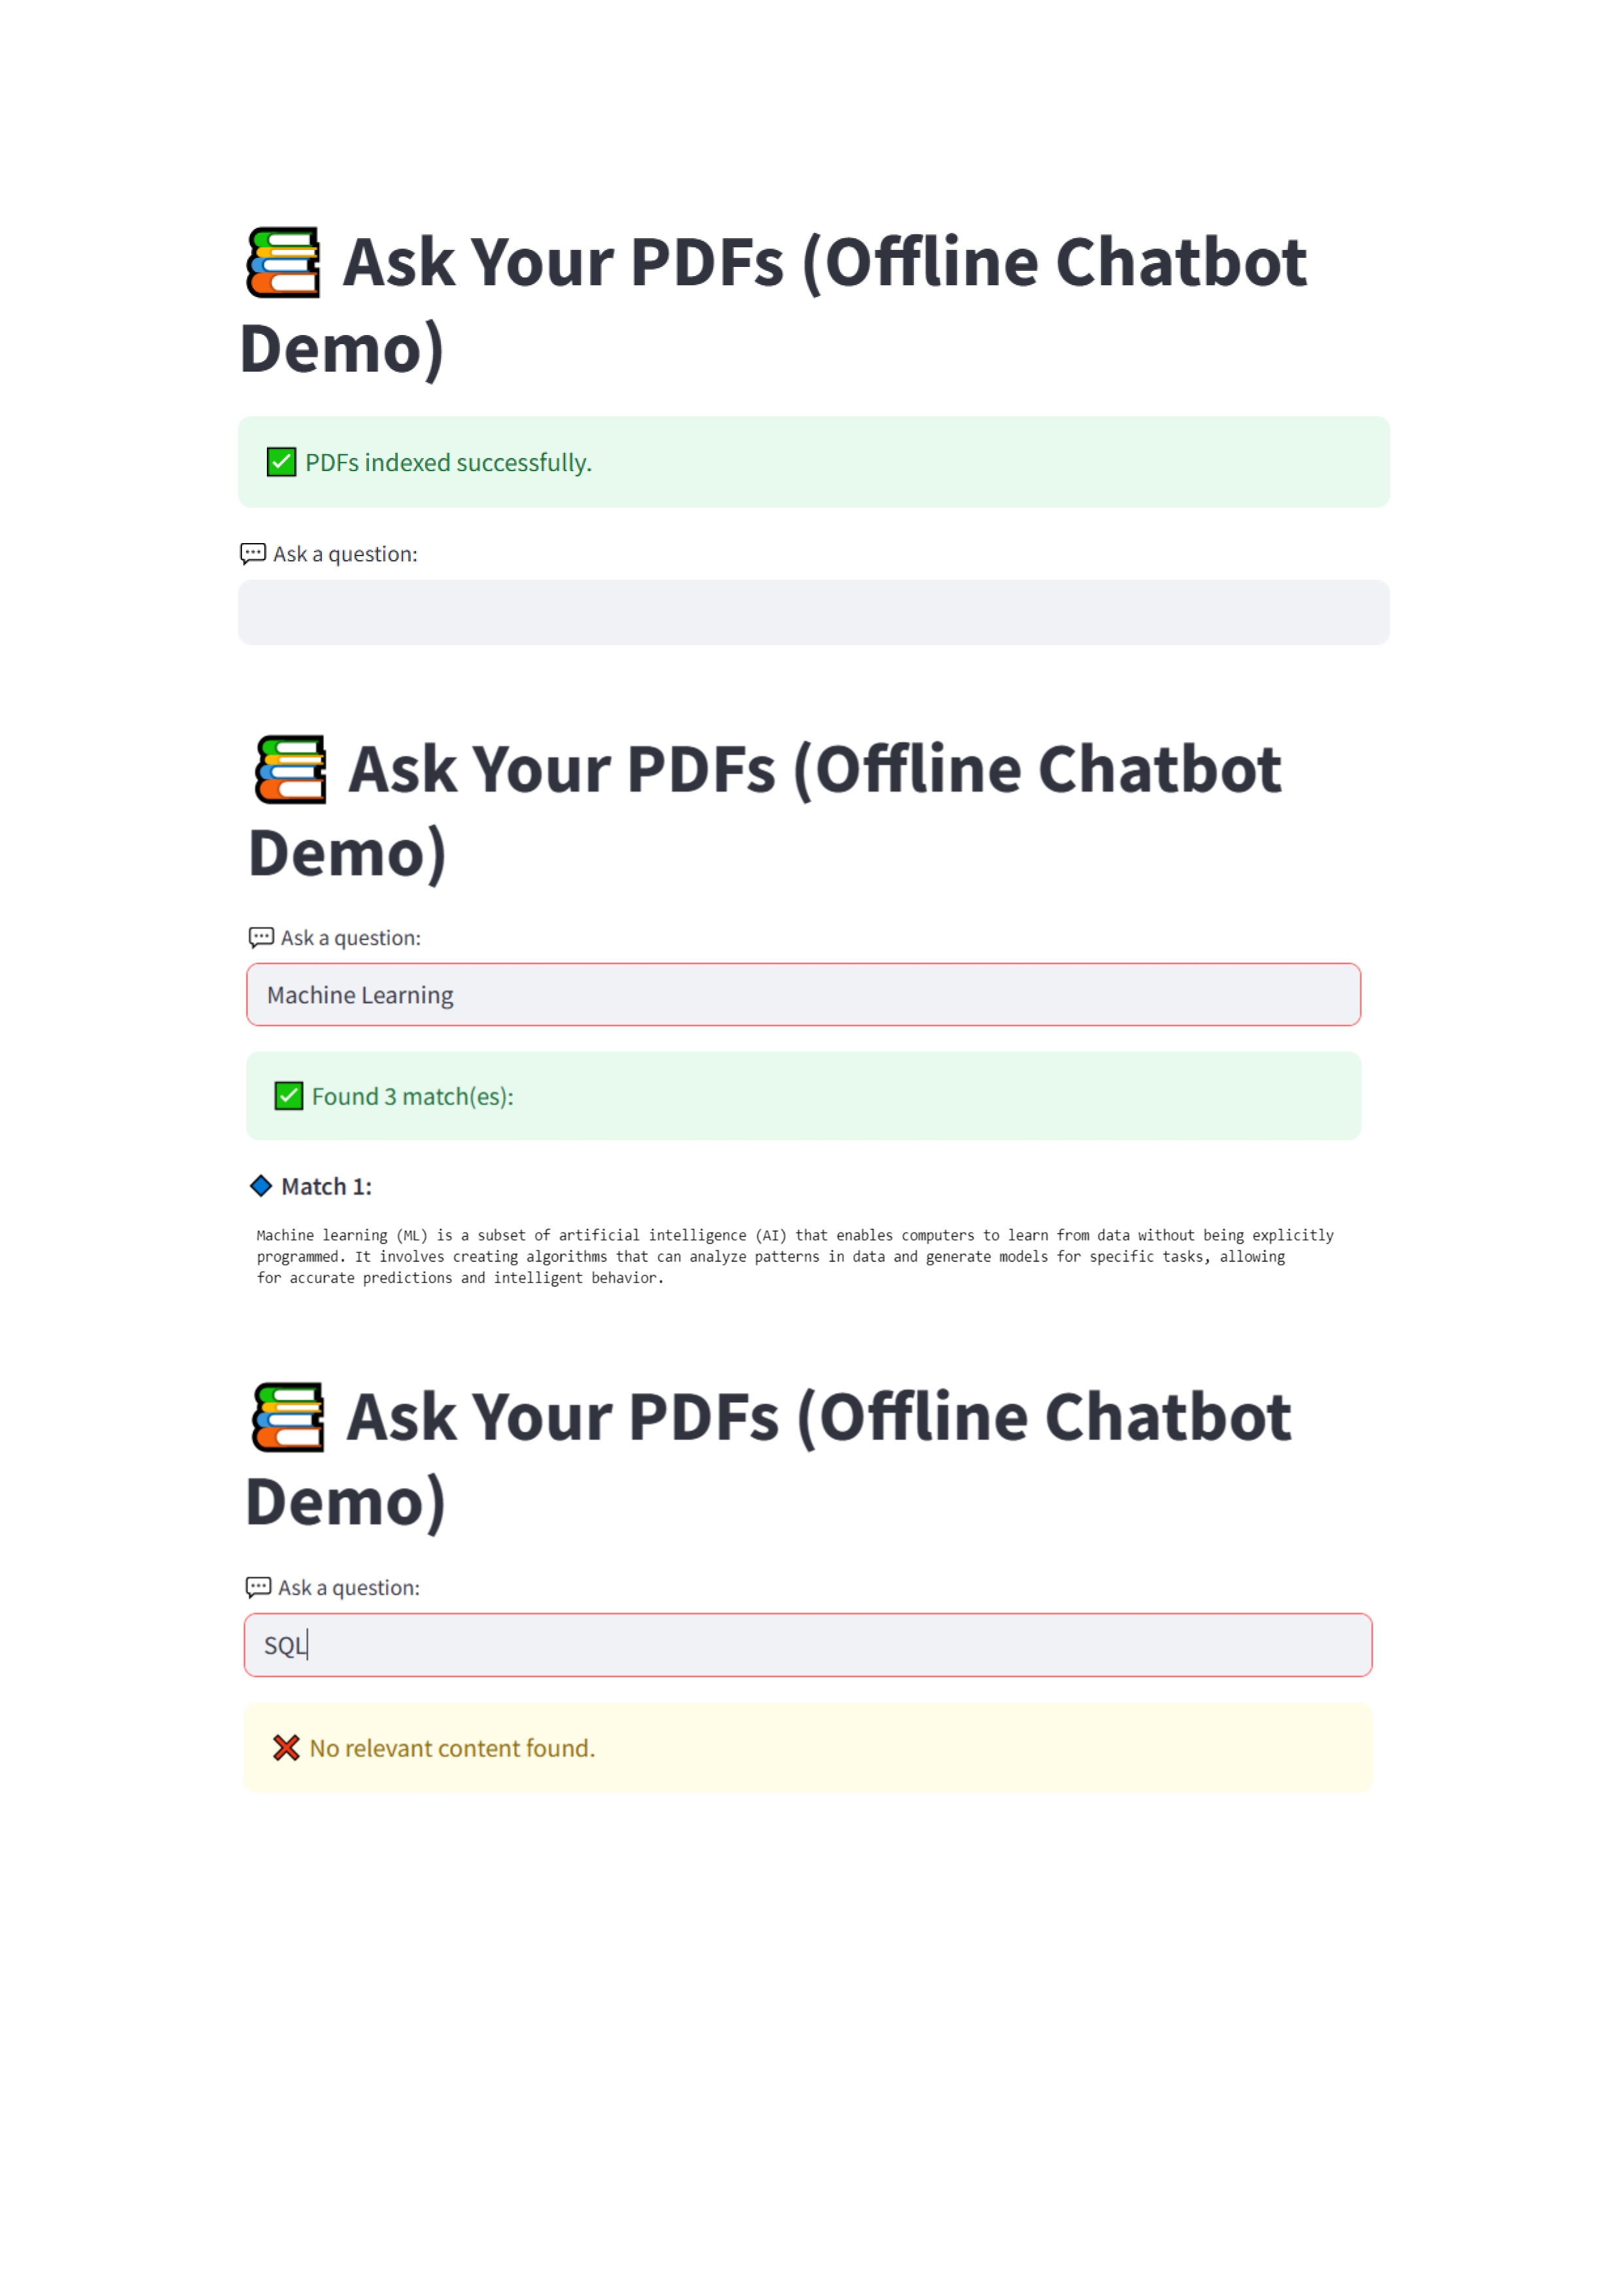 📚 Ask Your PDFs (Offline Chatbot
Demo)
✅ PDFs indexed successfully.
💬 Ask a question:
📚 Ask Your PDFs (Offline Chatbot
Demo)
💬 Ask a question:
Machine Learning
✅ Found 3 match(es):
🔷 Match 1:
Machine learning (ML) is a subset of artificial intelligence (AI) that enables computers to learn from data without being explicitly
programmed. It involves creating algorithms that can analyze patterns in data and generate models for specific tasks, allowing
for accurate predictions and intelligent behavior.
📚 Ask Your PDFs (Offline Chatbot
Demo)
💬 Ask a question:
SQL
❌ No relevant content found.